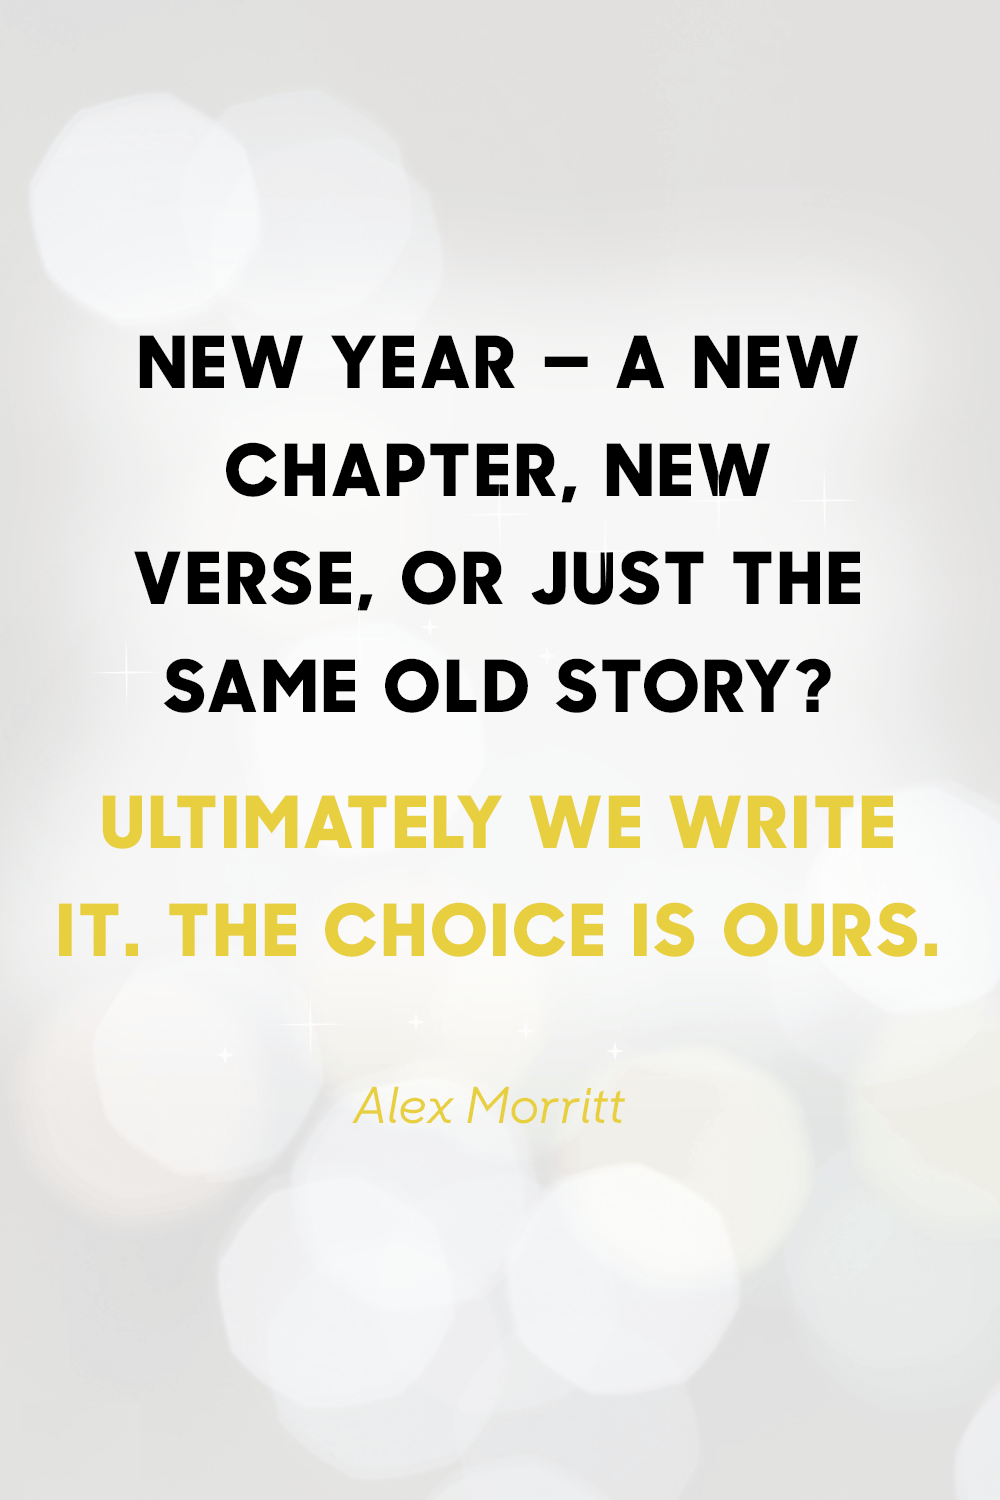 NEW YEAR – A NEW
CHAPTER, NEW
VERSE, OR JUST THE
SAME OLD STORY?
ULTIMATELY WE WRITE
IT. THE CHOICE IS OURS.
Alex Morritt